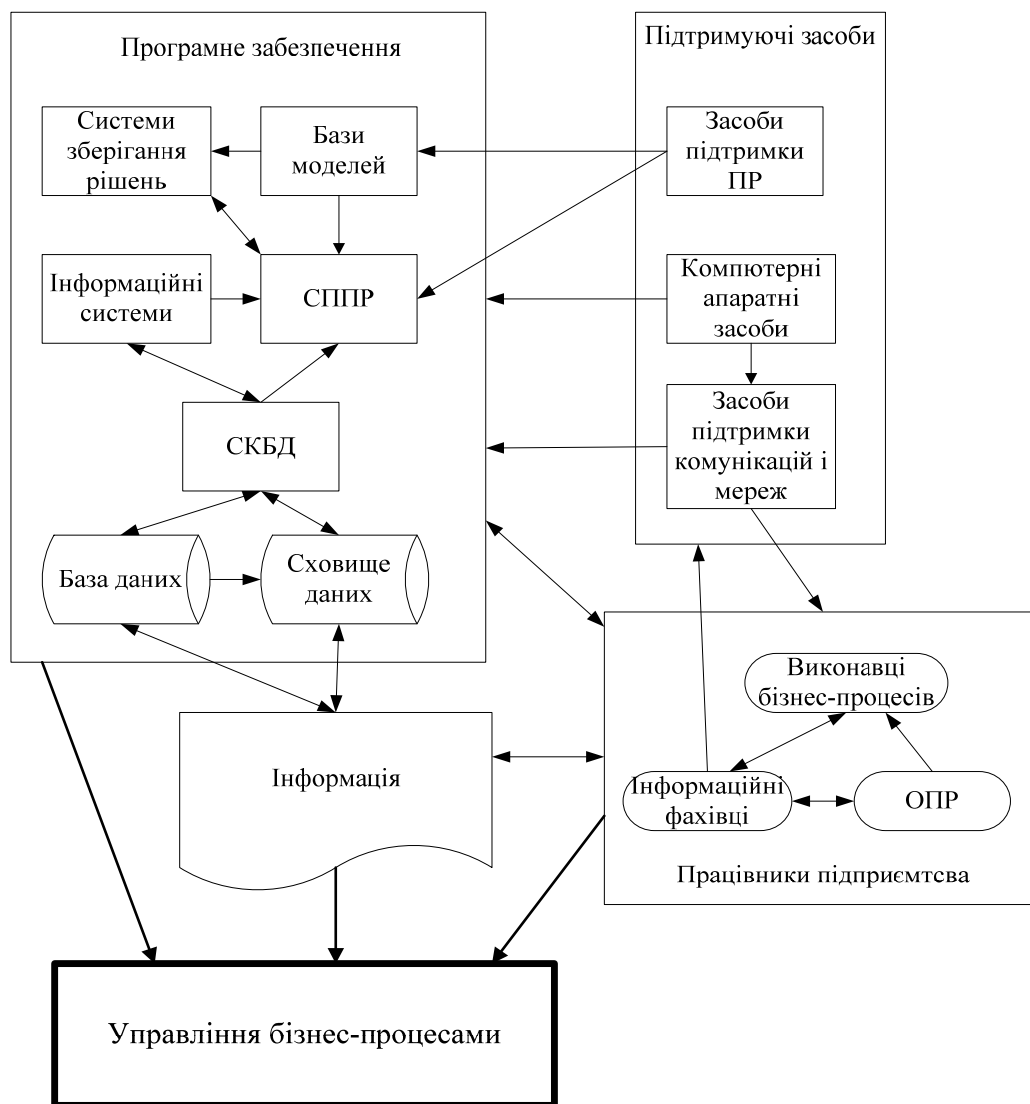 Програмне забезпечення
Системи
зберігання
рішень
Бази
моделей
Інформаційні
системи
СППР
СКБД
База даних
Сховище
даних
Підтримуючі засоби
Засоби
підтримки
ПР
Компютерні
апаратні
засоби
Засоби
підтримки
комунікацій і
мереж
Виконавці
бізнес-процесів
Інформаційні
фахівці
ОПР
Працівники підприємтсва
Інформація
Управління бізнес-процесами